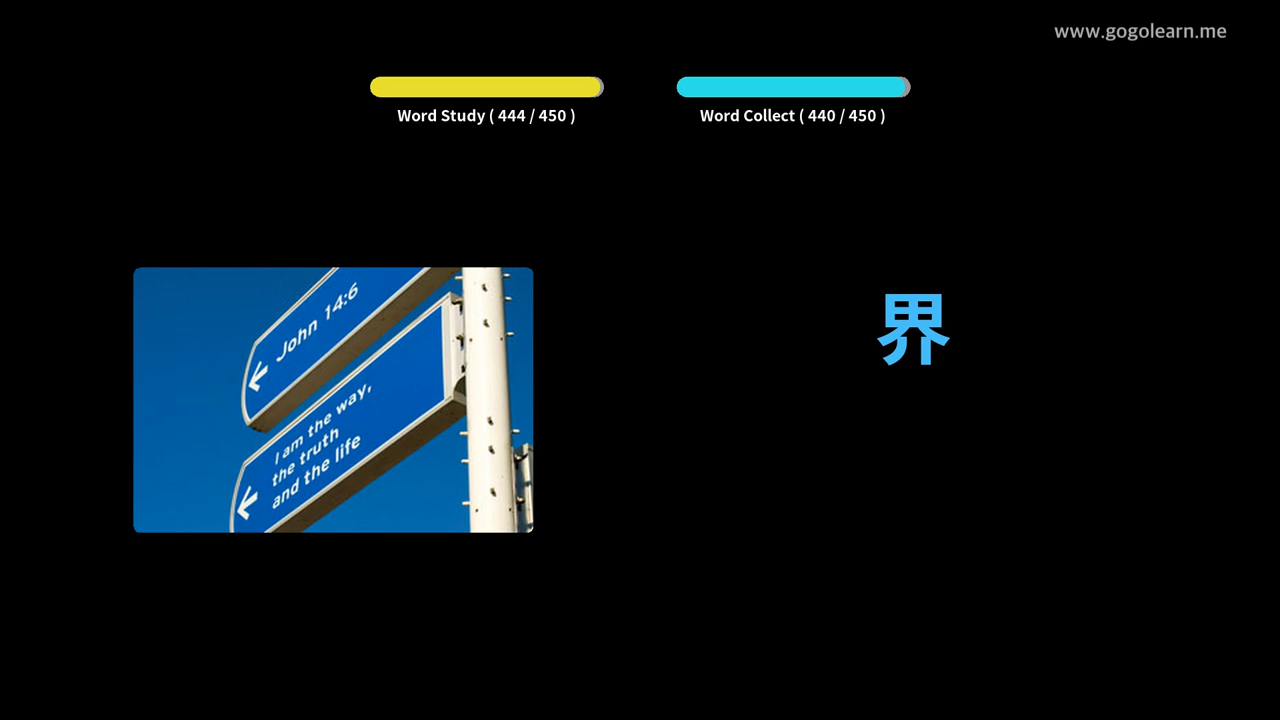 www.gogolearn.me
Word Study ( 444 / 450 )
Word Collect ( 440 / 450 )
John 14:6
I am the way,
the truth
and the life
界